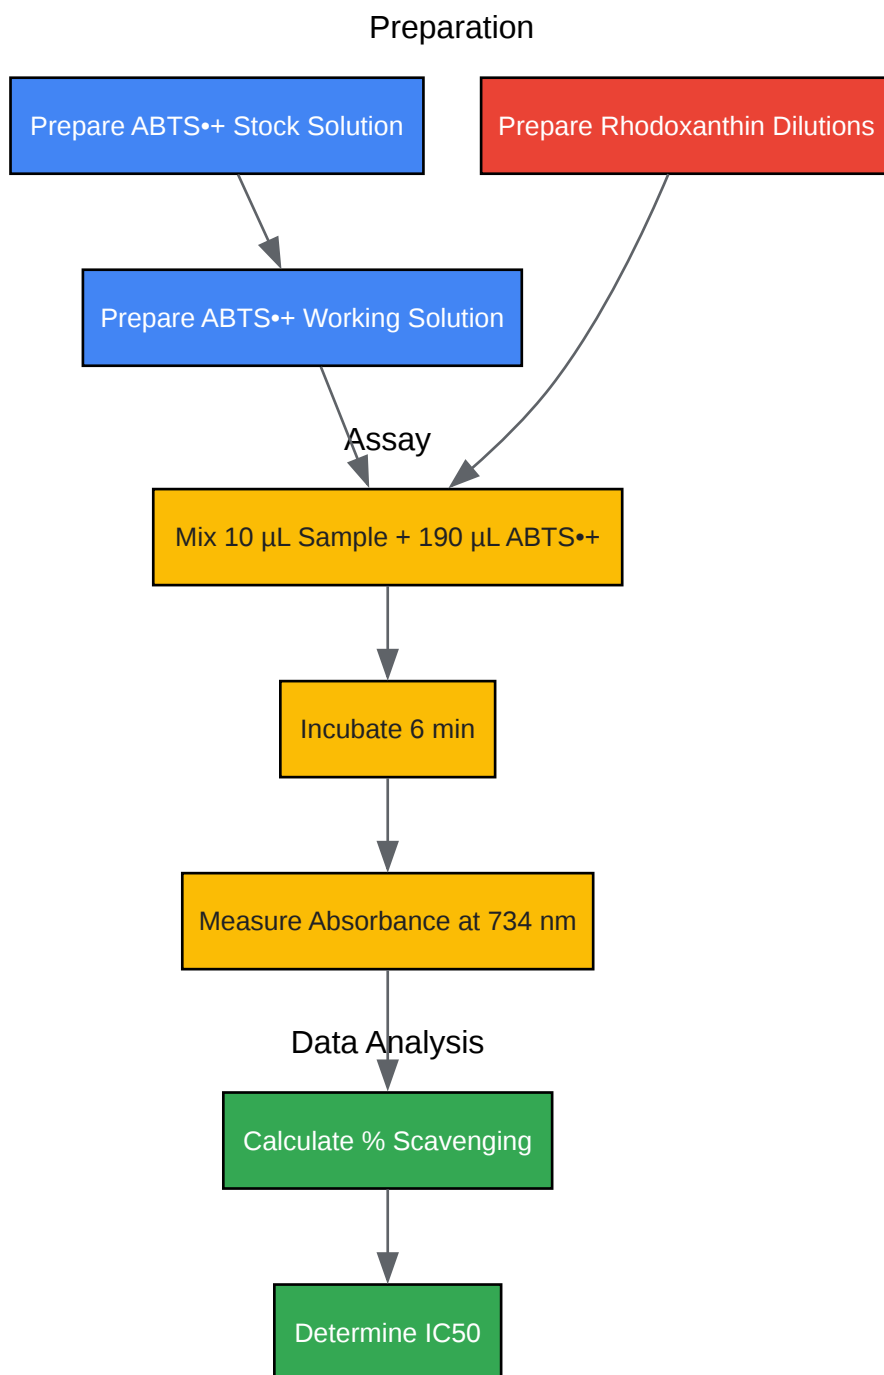 Preparation
Prepare ABTS•+ Stock Solution
Prepare Rhodoxanthin Dilutions
Prepare ABTS•+ Working Solution
Assay
Mix 10 µL Sample + 190 µL ABTS•+
Incubate 6 min
Measure Absorbance at 734 nm
Data Analysis
Calculate % Scavenging
Determine IC50